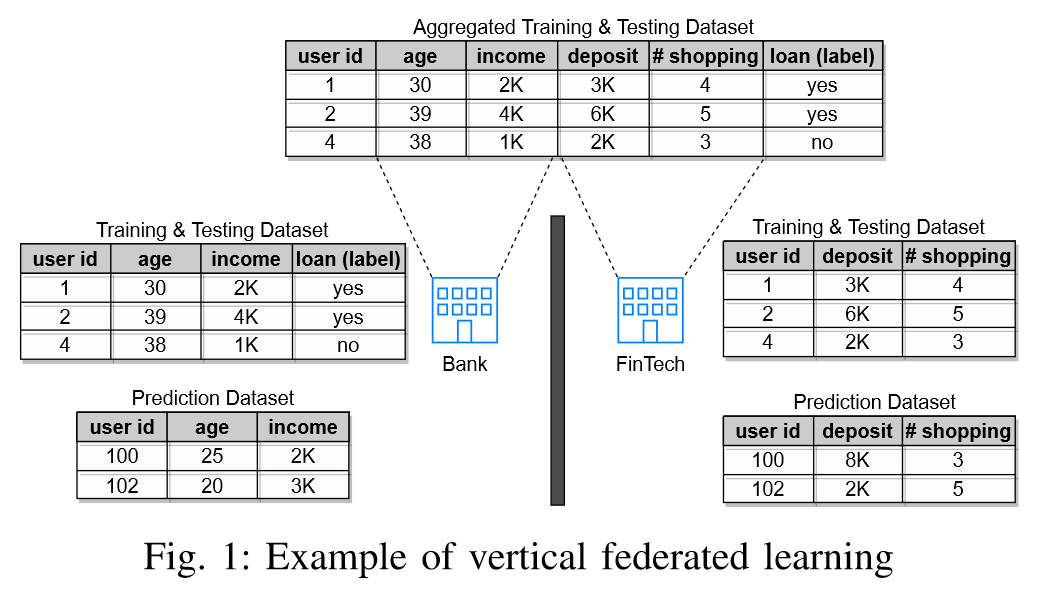 Aggregated Training & Testing Dataset
user id age income deposit # shopping loan (label)
1 30 2K 3K 4 yes
2 39 4K 6K 5 yes
4 38 1K 2K 3 no
Training & Testing Dataset
user id age income loan (label)
1 30 2K yes
2 39 4K yes
4 38 1K no
Bank
FinTech
Training & Testing Dataset
user id deposit # shopping
1 3K 4
2 6K 5
4 2K 3
Prediction Dataset
user id age income
100 25 2K
102 20 3K
Prediction Dataset
user id deposit # shopping
100 8K 3
102 2K 5
Fig. 1: Example of vertical federated learning